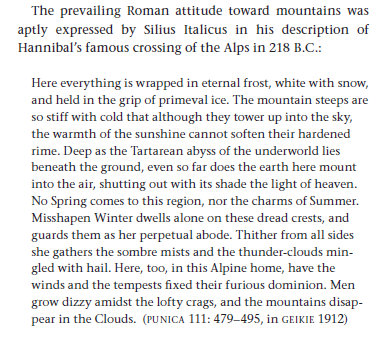 The prevailing Roman attitude toward mountains was
aptly expressed by Silius Italicus in his description of
Hannibal's famous crossing of the Alps in 218 B.C.:
Here everything is wrapped in eternal frost, white with snow,
and held in the grip of primeval ice. The mountain steeps are
so stiff with cold that although they tower up into the sky,
the warmth of the sunshine cannot soften their hardened
rime. Deep as the Tartarean abyss of the underworld lies
beneath the ground, even so far does the earth here mount
into the air, shutting out with its shade the light of heaven.
No Spring comes to this region, nor the charms of Summer.
Misshapen Winter dwells alone on these dread crests, and
guards them as her perpetual abode. Thither from all sides
she gathers the sombre mists and the thunder-clouds min-
gled with hail. Here, too, in this Alpine home, have the
winds and the tempests fixed their furious dominion. Men
grow dizzy amidst the lofty crags, and the mountains disap-
pear in the Clouds. (PUNICA 111: 479–495, in GEIKIE 1912)